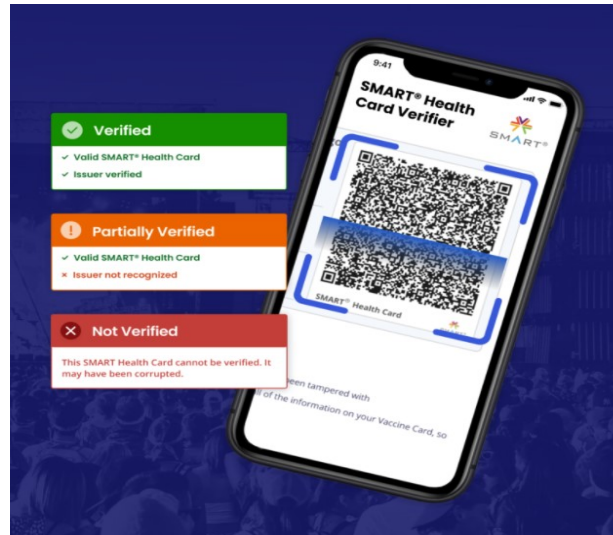 Verified
✓ Valid SMART® Health Card
✓ Issuer verified
Partially Verified
✓ Valid SMART® Health Card
× Issuer not recognized
Not Verified
This SMART Health Card cannot be verified. It
may have been corrupted.
9:41
SMART® Health
Card Verifier
SMART®
SMART® Health Card
been tampered with
of the information on your Vaccine Card, so